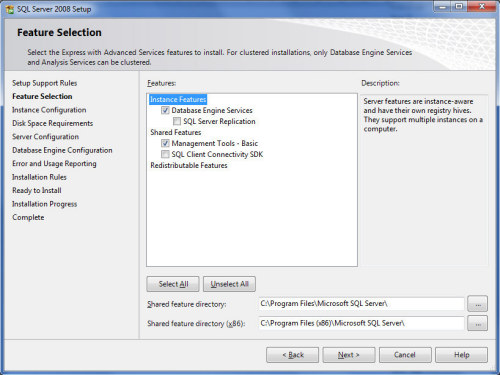 SQL Server 2008 Setup
Feature Selection
Select the Express with Advanced Services features to install. For clustered installations, only Database Engine Services
and Analysis Services can be clustered.
Setup Support Rules
Feature Selection
Instance Configuration
Disk Space Requirements
Server Configuration
Database Engine Configuration
Error and Usage Reporting
Installation Rules
Ready to Install
Installation Progress
Complete
Features:
Instance Features
Database Engine Services
SQL Server Replication
Shared Features
Management Tools - Basic
SQL Client Connectivity SDK
Redistributable Features
Description:
Server features are instance-aware
and have their own registry hives.
They support multiple instances on a
computer.
Select All
Unselect All
Shared feature directory:
C:\Program Files\Microsoft SQL Server\
...
Shared feature directory (x86):
C:\Program Files (x86)\Microsoft SQL Server\
...
< Back
Next >
Cancel
Help